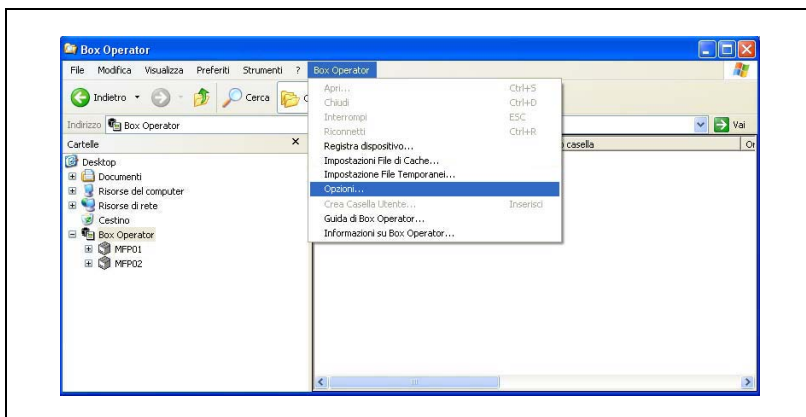 Box Operator
File Modifica Visualizza Preferiti Strumenti ? Box Operator
Indietro Cerca
Indirizzo Box Operator Vai
Cartelle
Desktop
Documenti
Risorse del computer
Risorse di rete
Cestino
Box Operator
MFP01
MFP02
Apri... Ctrl+S
Chiudi Ctrl+D
Interrompi ESC
Riconnetti Ctrl+R
Registra dispositivo...
Impostazioni File di Cache...
Impostazione File Temporanei...
Opzioni...
Crea Casella Utente... Inserisci
Guida di Box Operator...
Informazioni su Box Operator...
casella